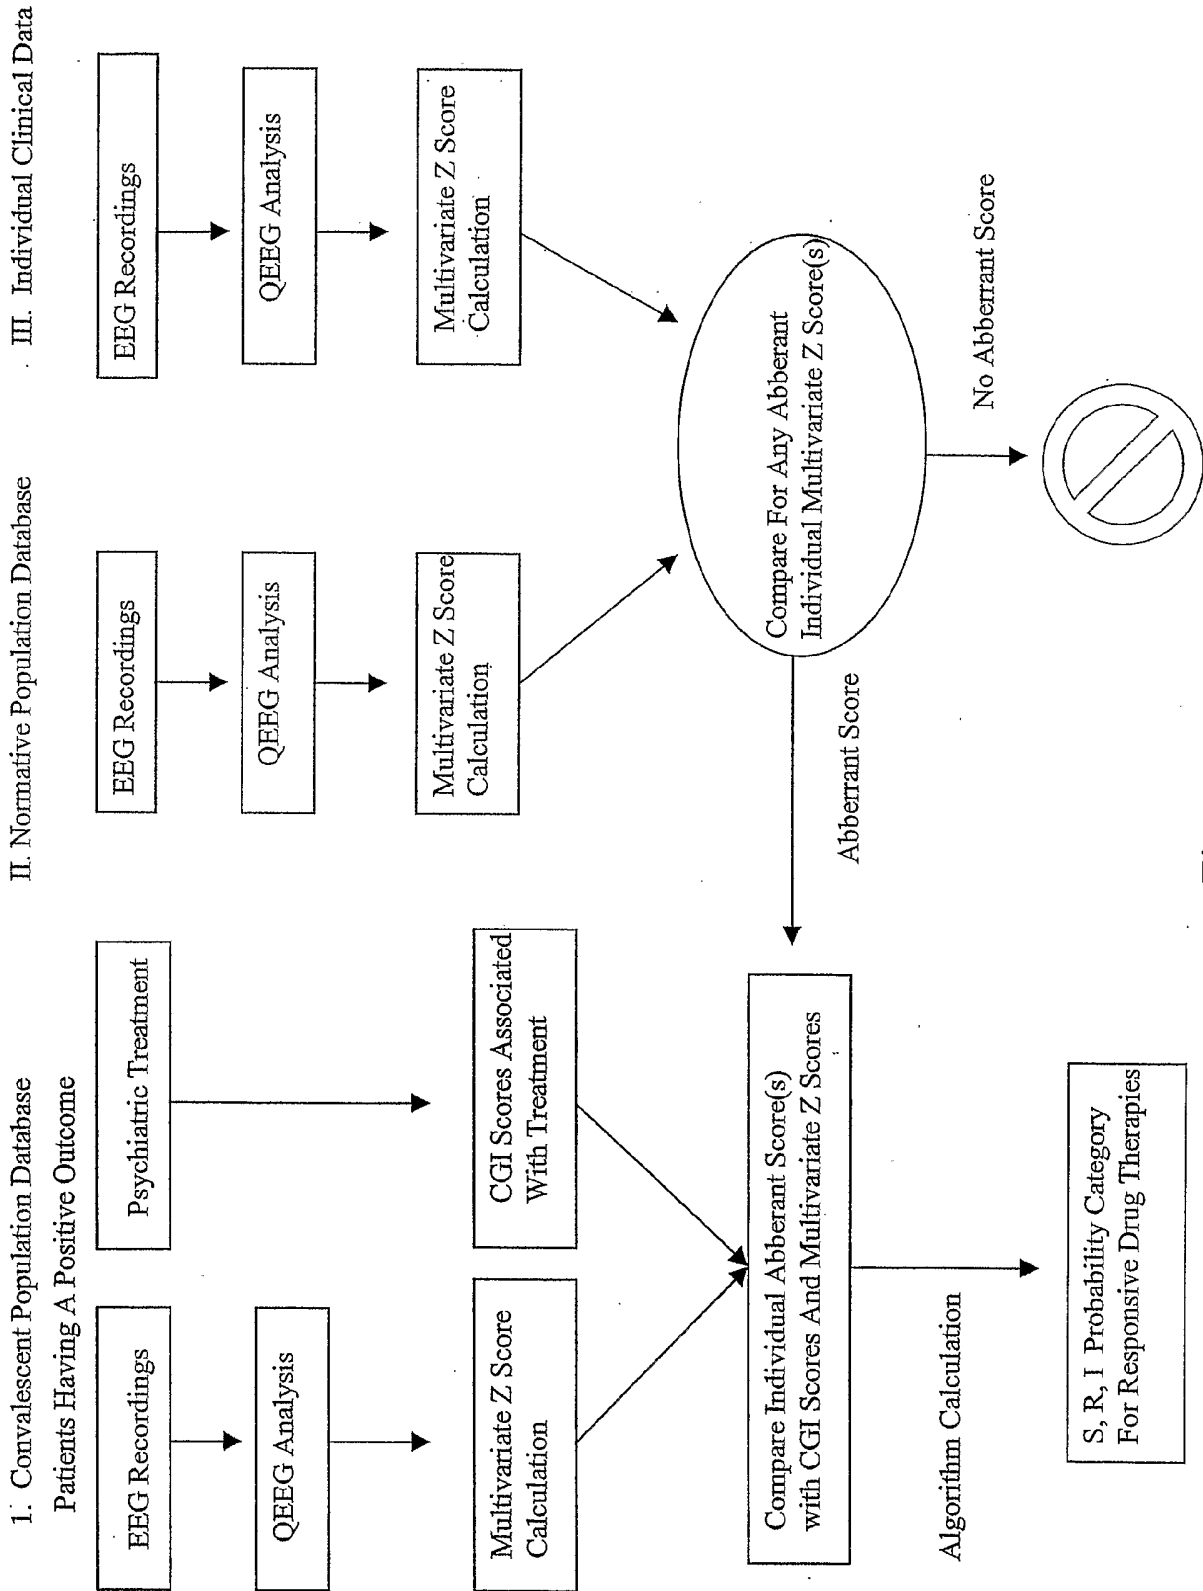 1. Convalescent Population Database
Patients Having A Positive Outcome
EEG Recordings
QEEG Analysis
Multivariate Z Score
Calculation
Psychiatric Treatment
CGI Scores Associated
With Treatment
Compare Individual Abberant Score(s)
with CGI Scores And Multivariate Z Scores
Algorithm Calculation
S, R, I Probability Category
For Responsive Drug Therapies
II. Normative Population Database
EEG Recordings
QEEG Analysis
Multivariate Z Score
Calculation
III. Individual Clinical Data
EEG Recordings
QEEG Analysis
Multivariate Z Score
Calculation
Compare For Any Abberant
Individual Multivariate Z Score(s)
Abberrant Score
No Abberrant Score